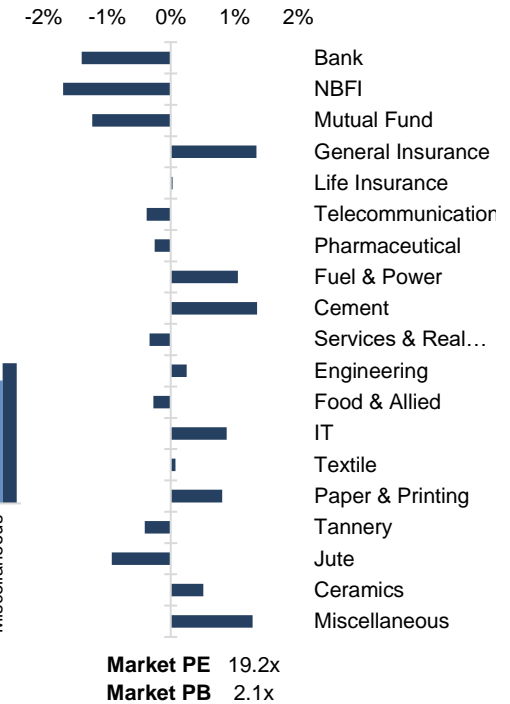 -2% -1% 0% 1% 2%
Bank
NBFI
Mutual Fund
General Insurance
Life Insurance
Telecommunication
Pharmaceutical
Fuel & Power
Cement
Services & Real…
Engineering
Food & Allied
IT
Textile
Paper & Printing
Tannery
Jute
Ceramics
Miscellaneous
Market PE 19.2x
Market PB 2.1x